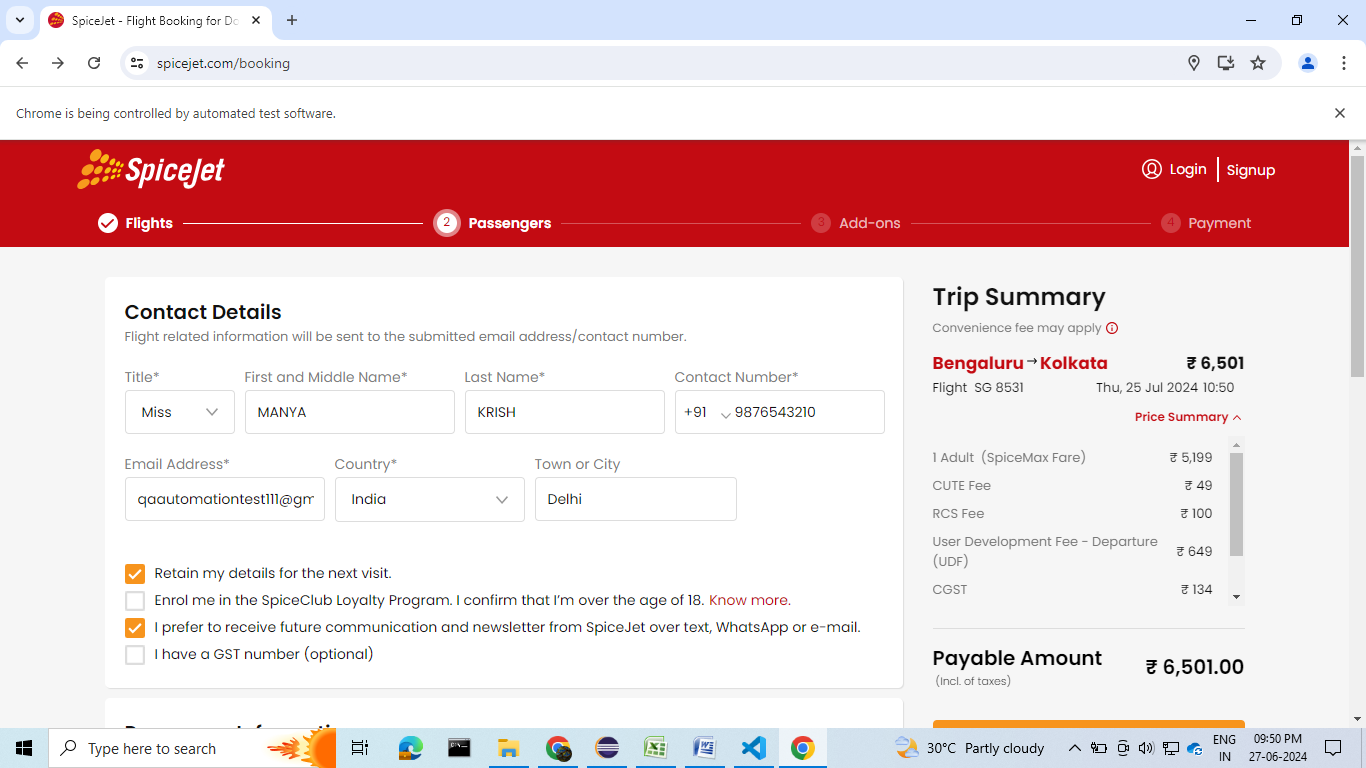 SpiceJet - Flight Booking for Do
spicejet.com/booking
Chrome is being controlled by automated test software.
SpiceJet
Login Signup
Flights 2 Passengers 3 Add-ons 4 Payment
Contact Details
Flight related information will be sent to the submitted email address/contact number.
Title* First and Middle Name* Last Name* Contact Number*
Miss MANYA KRISH +91 9876543210
Email Address* Country* Town or City
qaautomationtest111@gm India Delhi
Retain my details for the next visit.
Enrol me in the SpiceClub Loyalty Program. I confirm that I’m over the age of 18. Know more.
I prefer to receive future communication and newsletter from SpiceJet over text, WhatsApp or e-mail.
I have a GST number (optional)
Trip Summary
Convenience fee may apply
Bengaluru → Kolkata ₹ 6,501
Flight SG 8531 Thu, 25 Jul 2024 10:50
Price Summary
1 Adult (SpiceMax Fare) ₹ 5,199
CUTE Fee ₹ 49
RCS Fee ₹ 100
User Development Fee - Departure
(UDF) ₹ 649
CGST ₹ 134
Payable Amount ₹ 6,501.00
(Incl. of taxes)
Type here to search
30°C Partly cloudy
ENG
IN
09:50 PM
27-06-2024